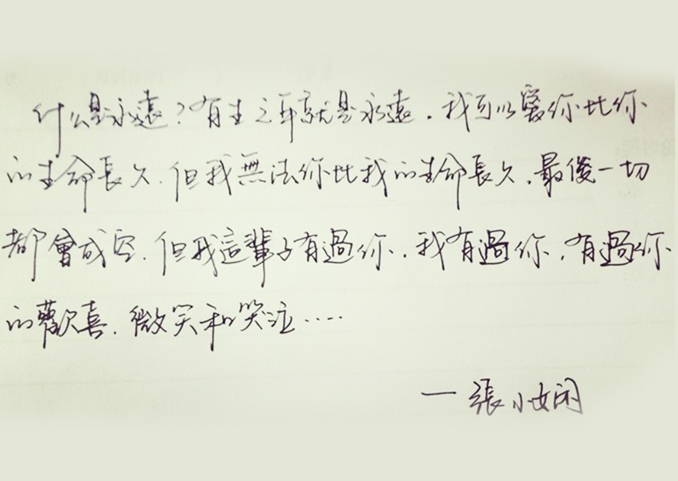 什么是永遠？有生之年就是永遠，我可以愛你比你
的生命長久，但我無法你比我的生命長久，最後一切
都會成空，但我這輩子有過你，我有過你，有過你
的歡喜，微笑和哭泣……
—張小嫻